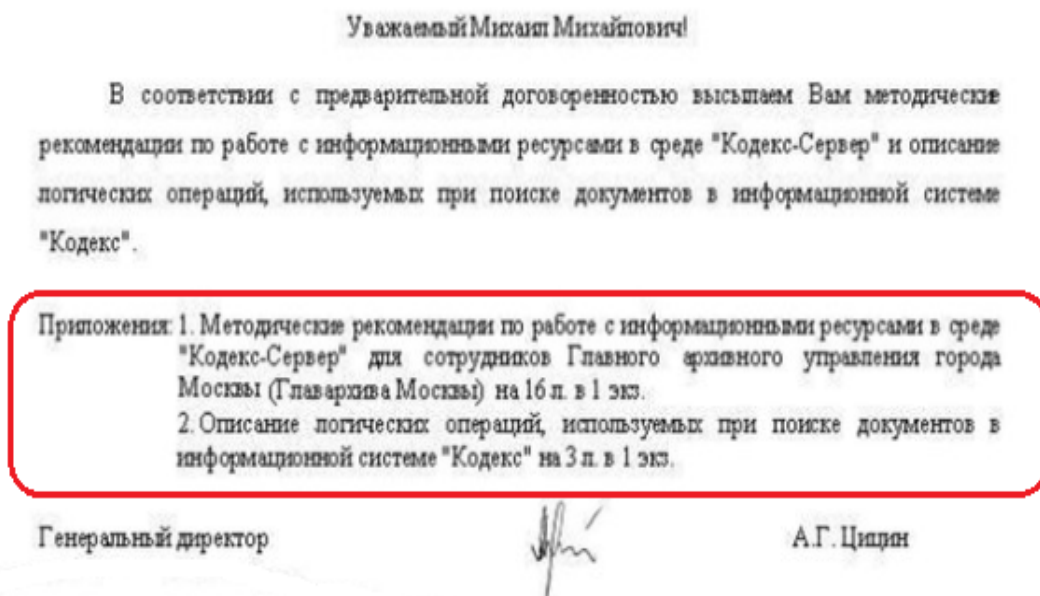 Уважаемый Михаил Михайлович!
В соответствии с предварительной договоренностью высылаем Вам методические
рекомендации по работе с информационными ресурсами в среде "Кодекс-Сервер" и описание
логических операций, используемых при поиске документов в информационной системе
"Кодекс".
Приложения: 1. Методические рекомендации по работе с информационными ресурсами в среде
"Кодекс-Сервер" для сотрудников Главного архивного управления города
Москвы (Главархива Москвы) на 16 л. в 1 экз.
2. Описание логических операций, используемых при поиске документов в
информационной системе "Кодекс" на 3 л. в 1 экз.
Генеральный директор А.Г. Цицин